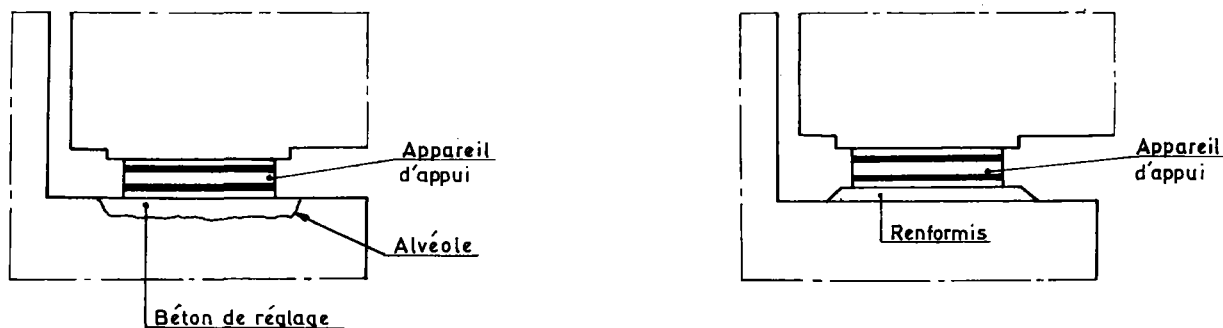 Appareil
d'appui
Alvéole
Béton de réglage
Appareil
d'appui
Renformis